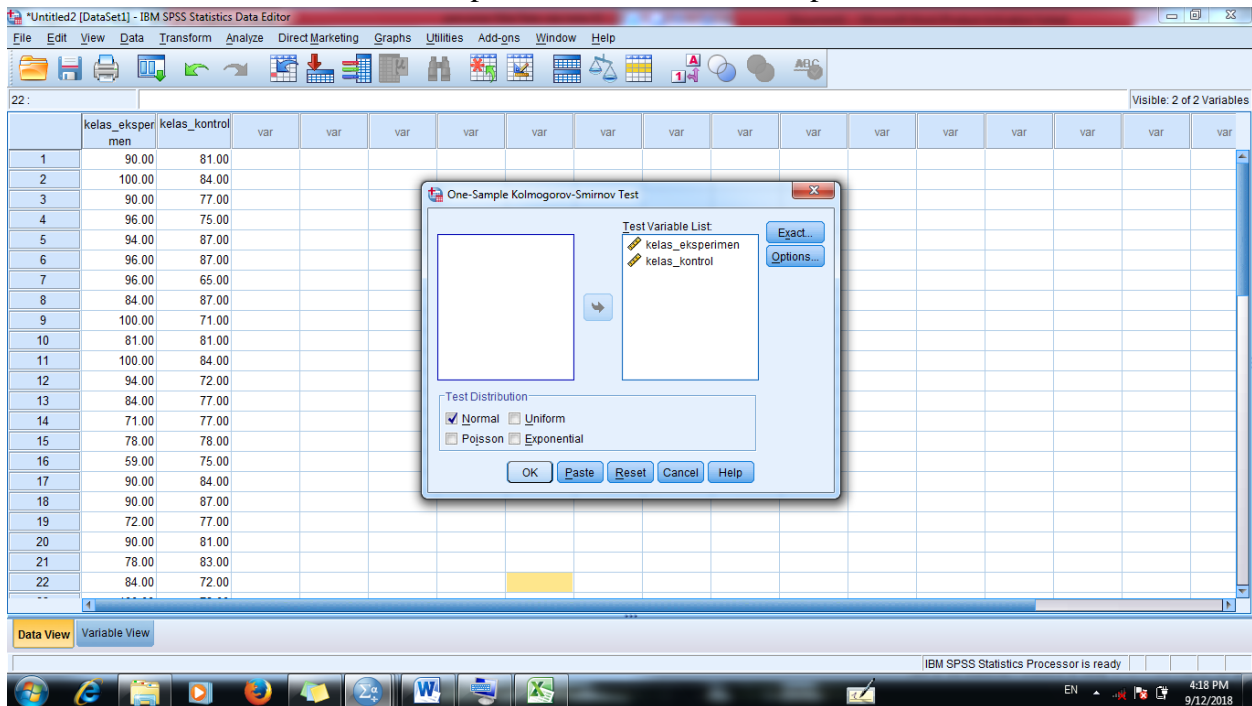 *Untitled2 [DataSet1] - IBM SPSS Statistics Data Editor
File Edit View Data Transform Analyze Direct Marketing Graphs Utilities Add-ons Window Help
22 :
Visible: 2 of 2 Variables
kelas_eksperimen kelas_kontrol var var var var var var var var var var var var var var
1 90.00 81.00
2 100.00 84.00
3 90.00 77.00
4 96.00 75.00
5 94.00 87.00
6 96.00 87.00
7 96.00 65.00
8 84.00 87.00
9 100.00 71.00
10 81.00 81.00
11 100.00 84.00
12 94.00 72.00
13 84.00 77.00
14 71.00 77.00
15 78.00 78.00
16 59.00 75.00
17 90.00 84.00
18 90.00 87.00
19 72.00 77.00
20 90.00 81.00
21 78.00 83.00
22 84.00 72.00
One-Sample Kolmogorov-Smirnov Test
Test Variable List:
kelas_eksperimen
kelas_kontrol
Exact...
Options...
Test Distribution
Normal Uniform
Poisson Exponential
OK Paste Reset Cancel Help
Data View Variable View
IBM SPSS Statistics Processor is ready
EN 4:18 PM
9/12/2018